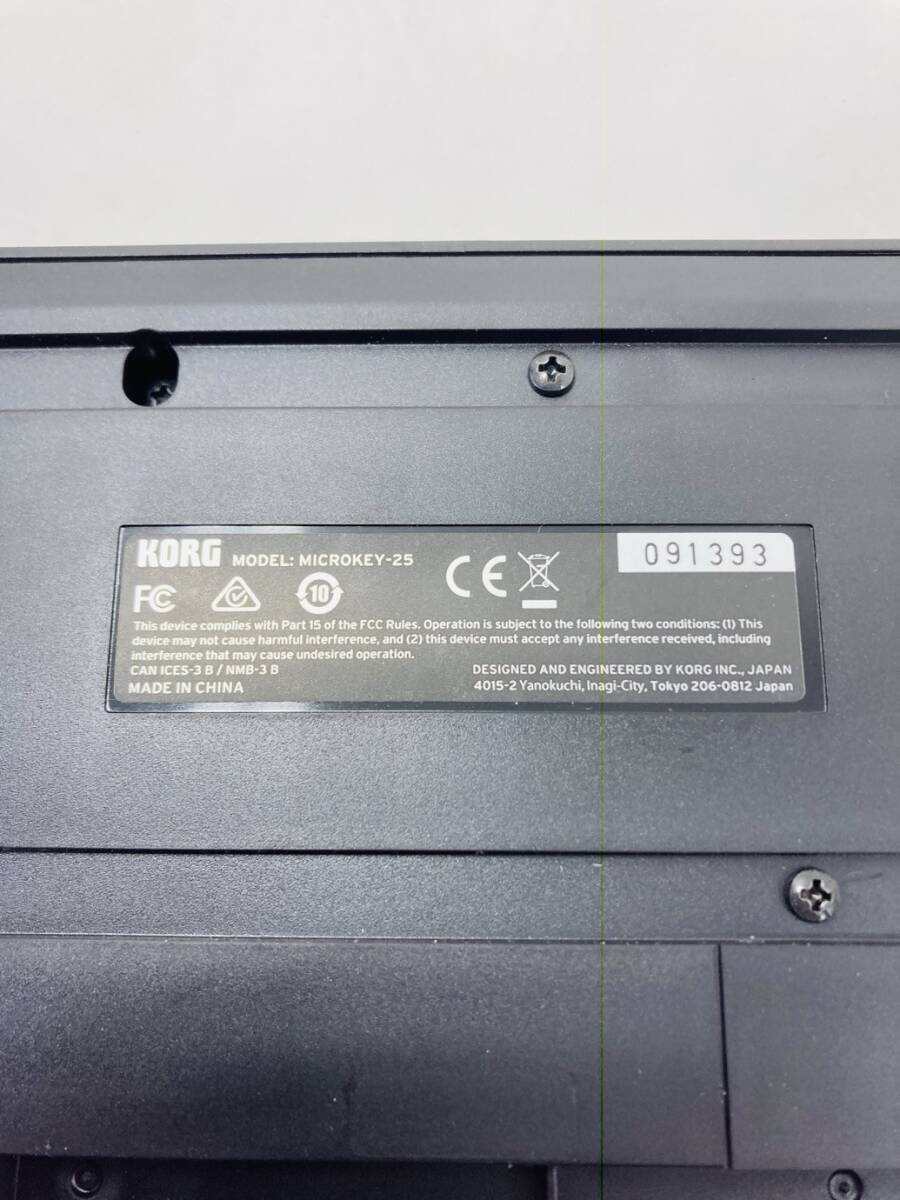 KORG MODEL: MICROKEY-25
CE
091393
FC
10
This device complies with Part 15 of the FCC Rules. Operation is subject to the following two conditions: (1) This
device may not cause harmful interference, and (2) this device must accept any interference received, including
interference that may cause undesired operation.
CAN ICES-3 B / NMB-3 B
MADE IN CHINA
DESIGNED AND ENGINEERED BY KORG INC., JAPAN
4015-2 Yanokuchi, Inagi-City, Tokyo 206-0812 Japan